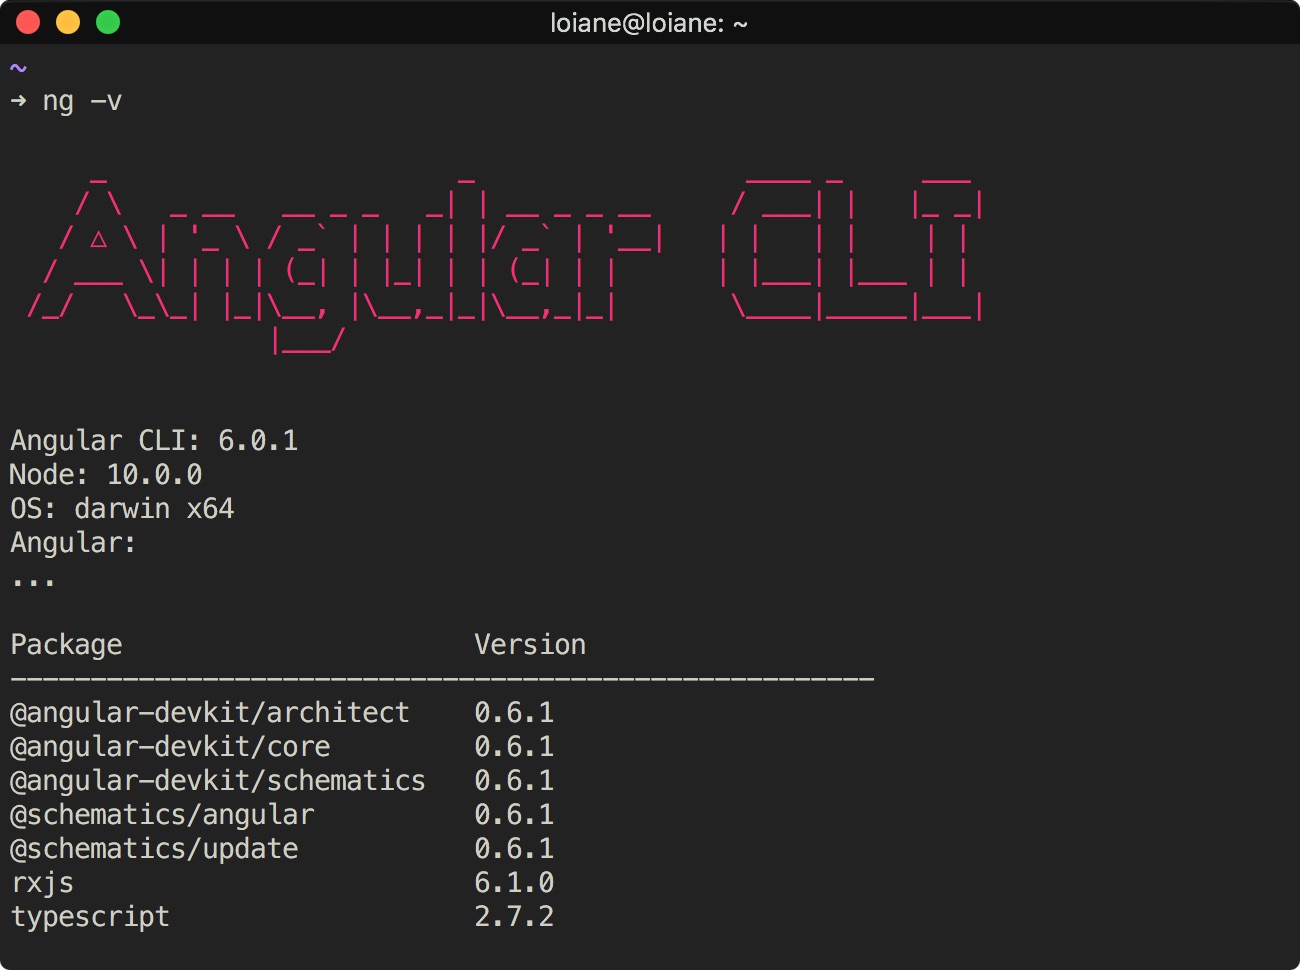 loiane@loiane: ~
~
➜ ng -v
Angular CLI
Angular CLI: 6.0.1
Node: 10.0.0
OS: darwin x64
Angular:
...
Package Version
------------------------------------------------------
@angular-devkit/architect 0.6.1
@angular-devkit/core 0.6.1
@angular-devkit/schematics 0.6.1
@schematics/angular 0.6.1
@schematics/update 0.6.1
rxjs 6.1.0
typescript 2.7.2